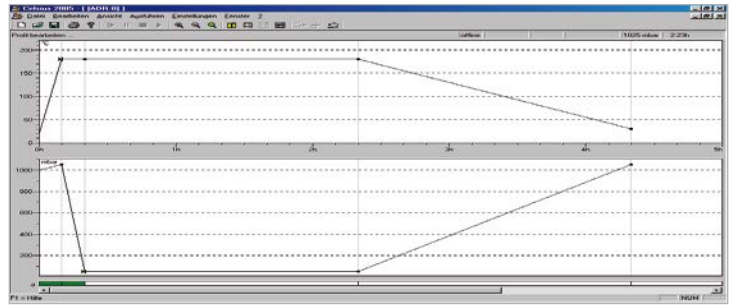 Celsius 2005 - [ [ADR-0] ]
Datei Bearbeiten Ansicht Ausführen Einstellungen Fenster ?
Profil bearbeiten ... offline 1025 mbar 2:23h
°C
200
150
100
50
0
0h 1h 2h 3h 4h 5h
mbar
1000
800
600
400
200
0
F1 = Hilfe NUM